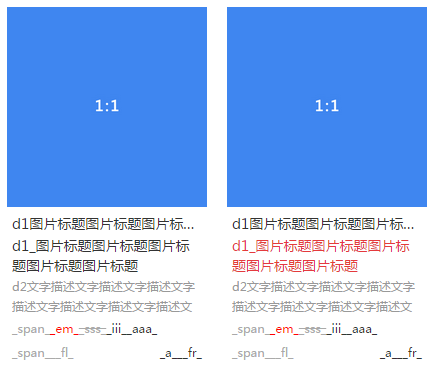 1:1
d1图片标题图片标题图片标...
d1_图片标题图片标题图片标
题图片标题图片标题
d2文字描述文字描述文字描述文字
描述文字描述文字描述文字描述文
_span__em__sss__iii__aaa_
_span___fl_ _a___fr_
1:1
d1图片标题图片标题图片标...
d1_图片标题图片标题图片标
题图片标题图片标题
d2文字描述文字描述文字描述文字
描述文字描述文字描述文字描述文
_span__em__sss__iii__aaa_
_span___fl_ _a___fr_